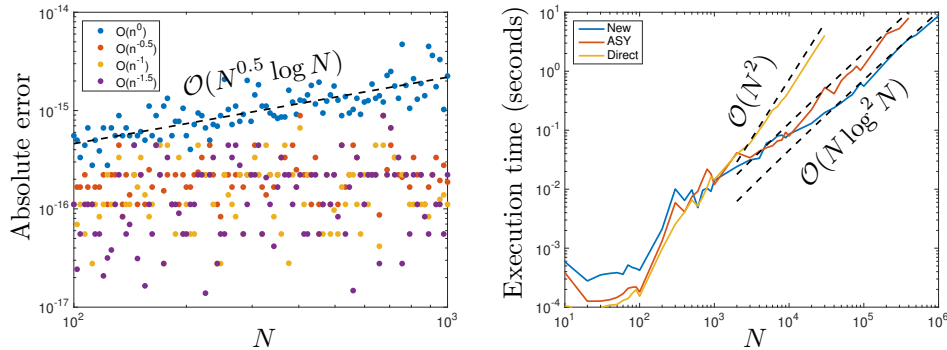 10^-14
10^-15
10^-16
10^-17
Absolute error
O(n^0)
O(n^-0.5)
O(n^-1)
O(n^-1.5)
O(N^0.5 log N)
10^2
10^3
N
10^1
10^0
10^-1
10^-2
10^-3
10^-4
Execution time (seconds)
New
ASY
Direct
O(N^2)
O(N log^2 N)
10^1
10^2
10^3
10^4
10^5
10^6
N